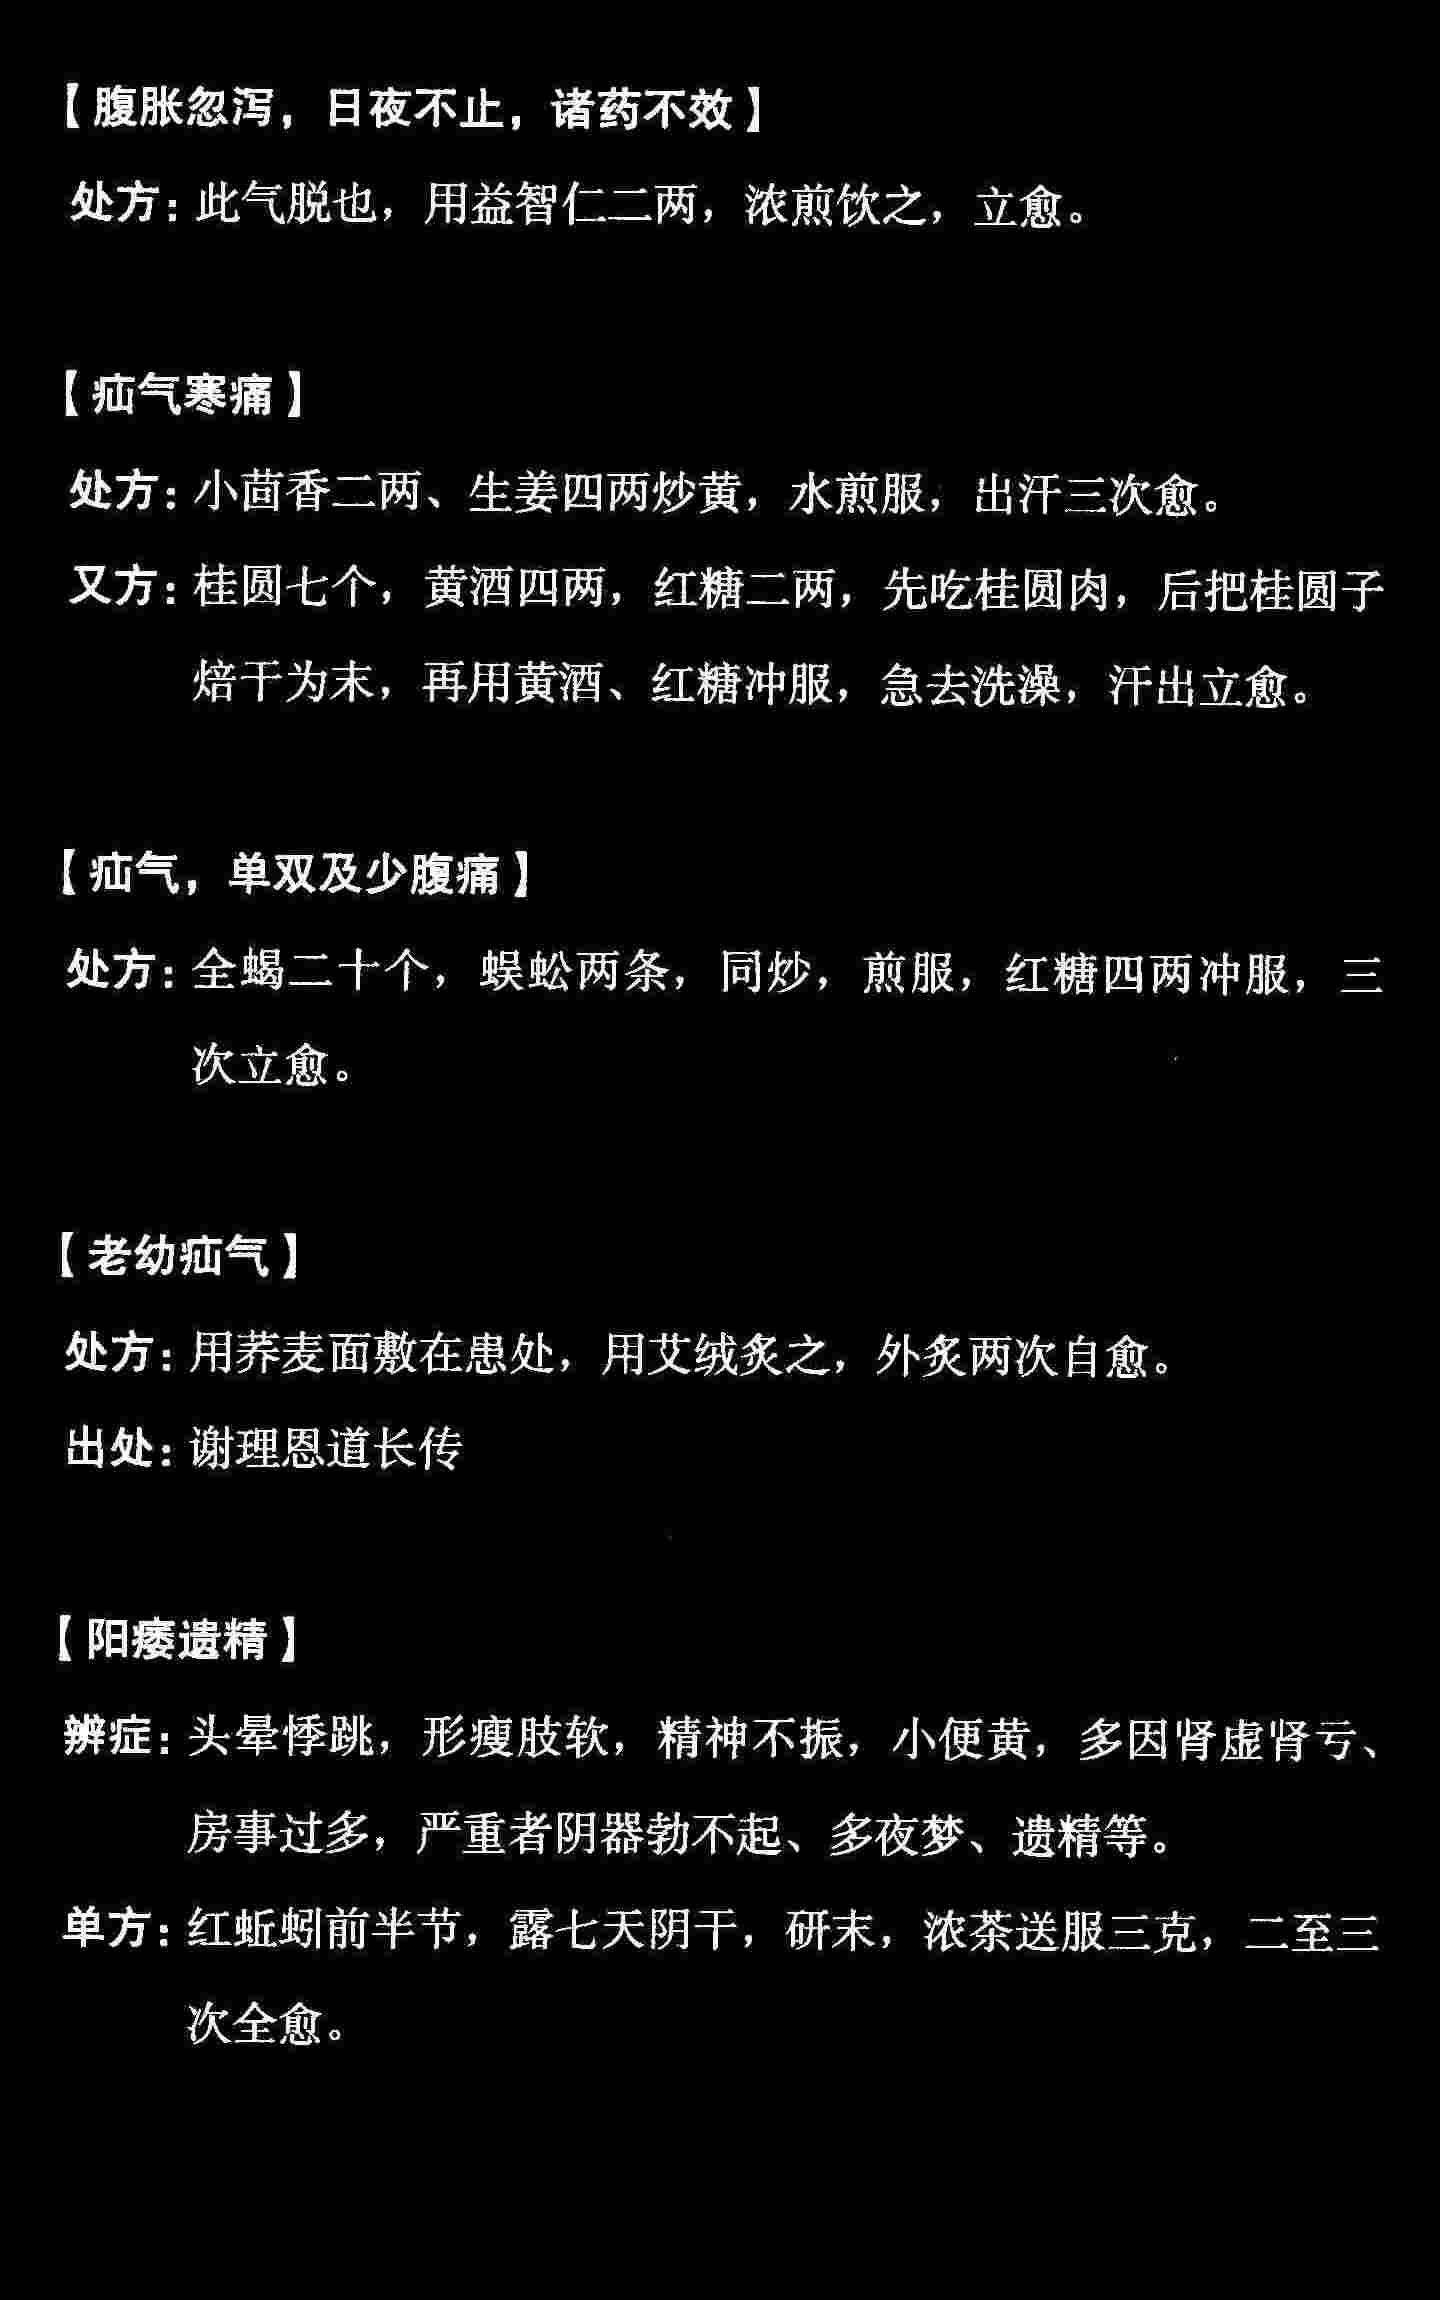 【腹胀忽泻，日夜不止，诸药不效】
处方：此气脱也，用益智仁二两，浓煎饮之，立愈。
【疝气寒痛】
处方：小茴香二两、生姜四两炒黄，水煎服，出汗三次愈。
又方：桂圆七个，黄酒四两，红糖二两，先吃桂圆肉，后把桂圆子
焙干为末，再用黄酒、红糖冲服，急去洗澡，汗出立愈。
【疝气，单双及少腹痛】
处方：全蝎二十个，蜈蚣两条，同炒，煎服，红糖四两冲服，三
次立愈。
【老幼疝气】
处方：用荞麦面敷在患处，用艾绒炙之，外炙两次自愈。
出处：谢理恩道长传
【阳痿遗精】
辨症：头晕悸跳，形瘦肢软，精神不振，小便黄，多因肾虚肾亏、
房事过多，严重者阴器勃不起、多夜梦、遗精等。
单方：红蚯蚓前半节，露七天阴干，研末，浓茶送服三克，二至三
次全愈。